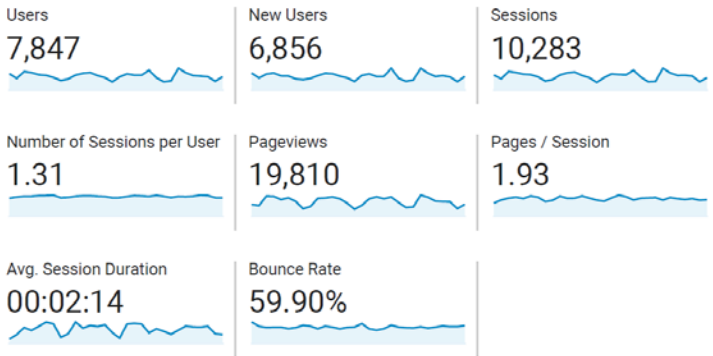 Users
7,847
New Users
6,856
Sessions
10,283
Number of Sessions per User
1.31
Pageviews
19,810
Pages / Session
1.93
Avg. Session Duration
00:02:14
Bounce Rate
59.90%